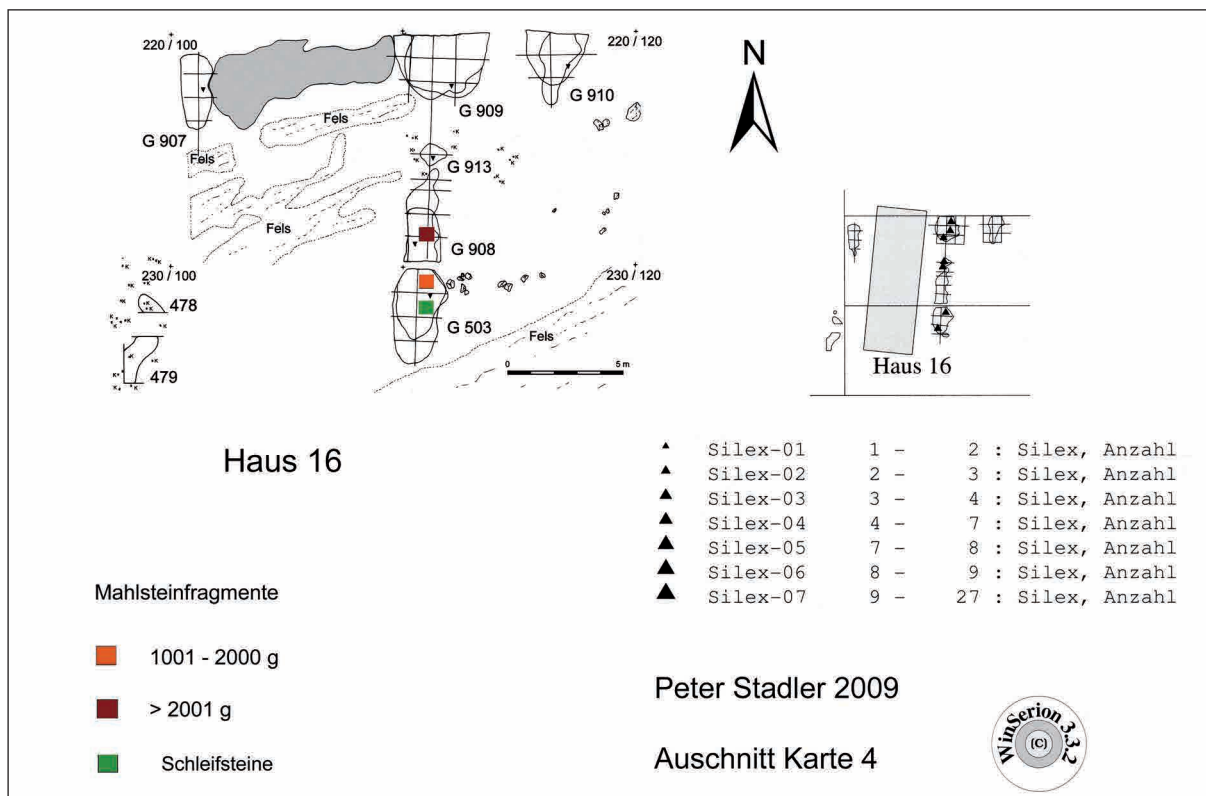 220 / 100
220 / 120
G 907
G 909
G 910
Fels
Fels
G 913
Fels
G 908
230 / 100
230 / 120
478
G 503
Fels
479
0 5 m
N
Haus 16
Haus 16
Silex-01 1 - 2 : Silex, Anzahl
Silex-02 2 - 3 : Silex, Anzahl
Silex-03 3 - 4 : Silex, Anzahl
Silex-04 4 - 7 : Silex, Anzahl
Silex-05 7 - 8 : Silex, Anzahl
Silex-06 8 - 9 : Silex, Anzahl
Silex-07 9 - 27 : Silex, Anzahl
Mahlsteinfragmente
1001 - 2000 g
> 2001 g
Schleifsteine
Peter Stadler 2009
Auschnitt Karte 4
WinSerion 3.3.2
(C)